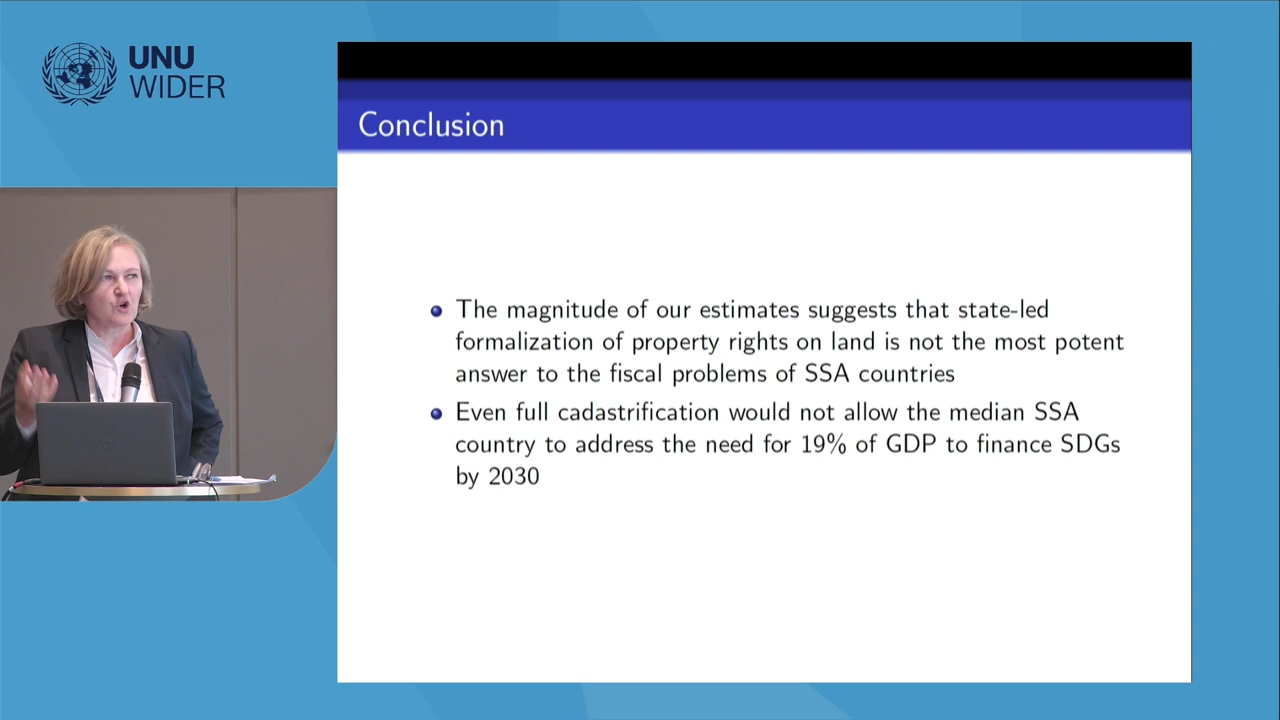 UNU
WIDER
Conclusion
The magnitude of our estimates suggests that state-led
formalization of property rights on land is not the most potent
answer to the fiscal problems of SSA countries
Even full cadastrification would not allow the median SSA
country to address the need for 19% of GDP to finance SDGs
by 2030